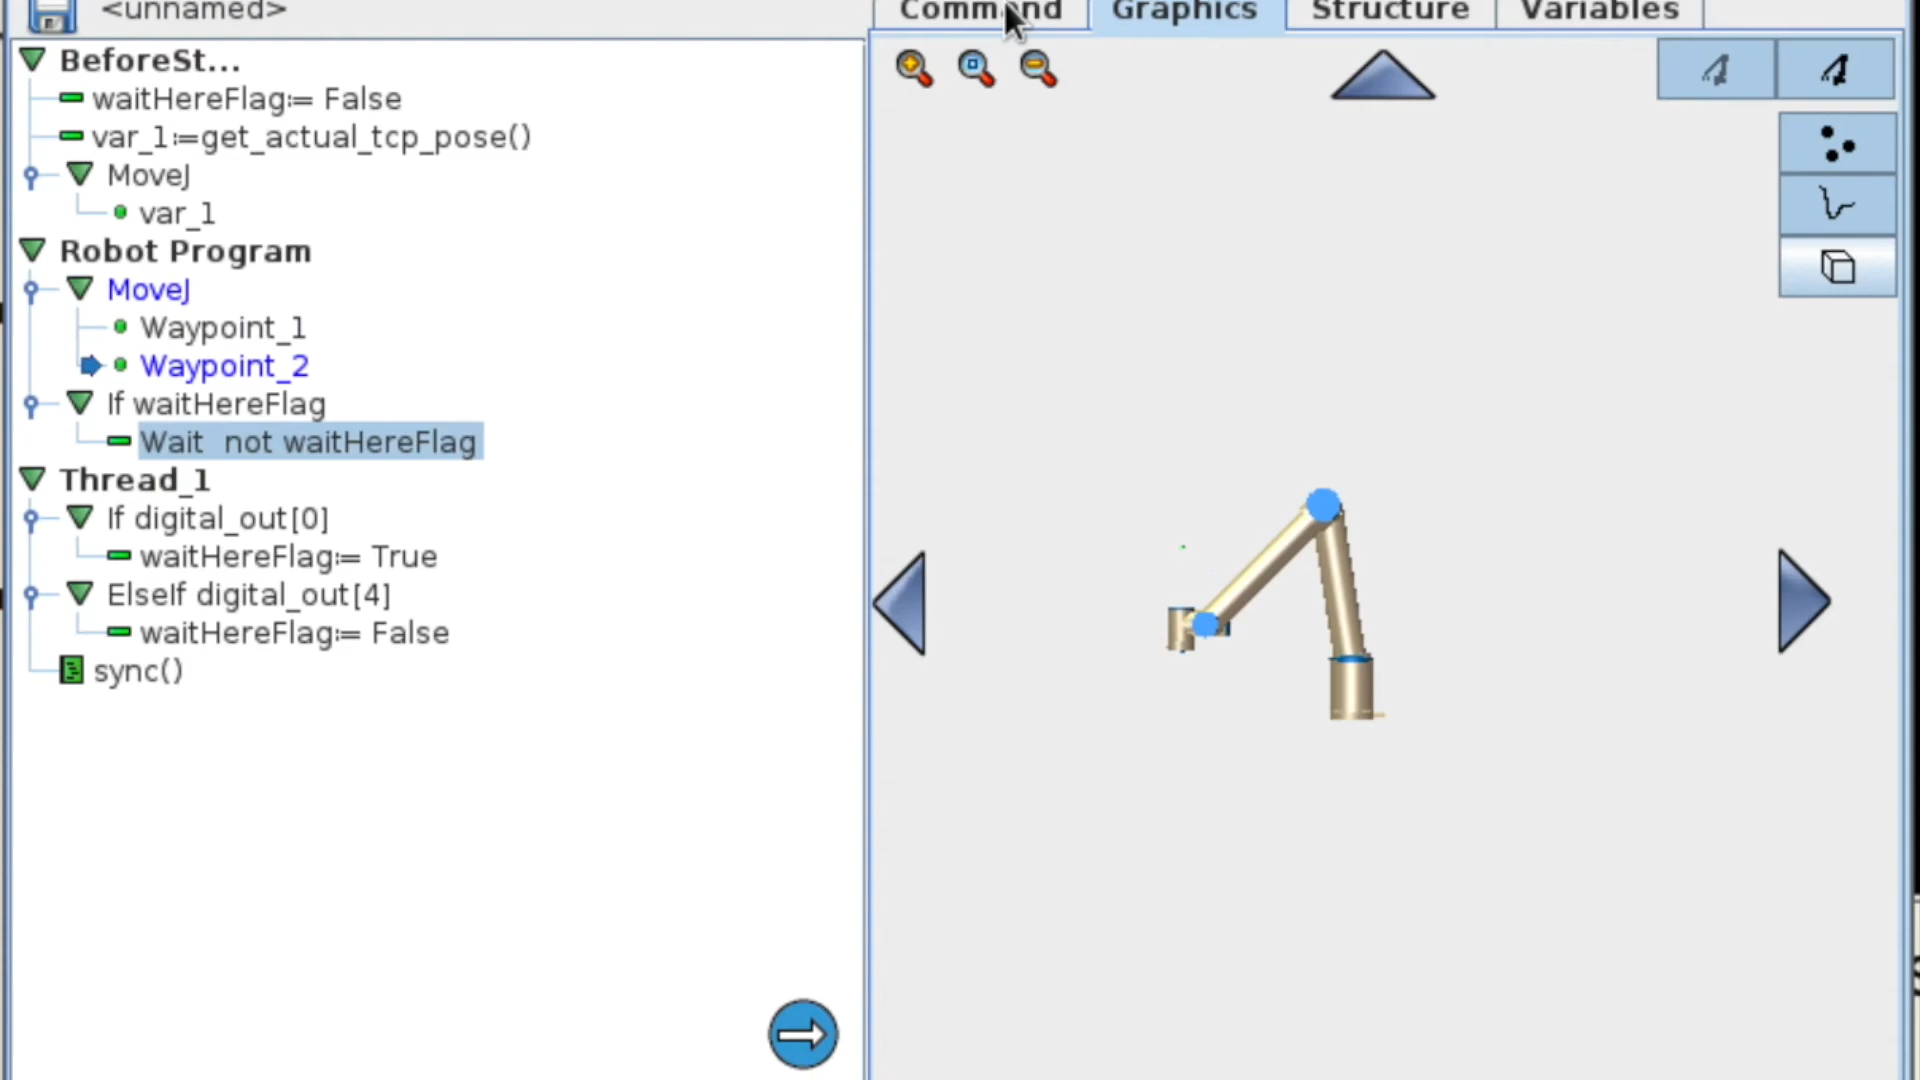 <unnamed>
Command
Graphics
Structure
Variables
BeforeSt...
waitHereFlag≔ False
var_1≔get_actual_tcp_pose()
MoveJ
var_1
Robot Program
MoveJ
Waypoint_1
Waypoint_2
If waitHereFlag
Wait  not waitHereFlag
Thread_1
If digital_out[0]
waitHereFlag≔ True
ElseIf digital_out[4]
waitHereFlag≔ False
sync()